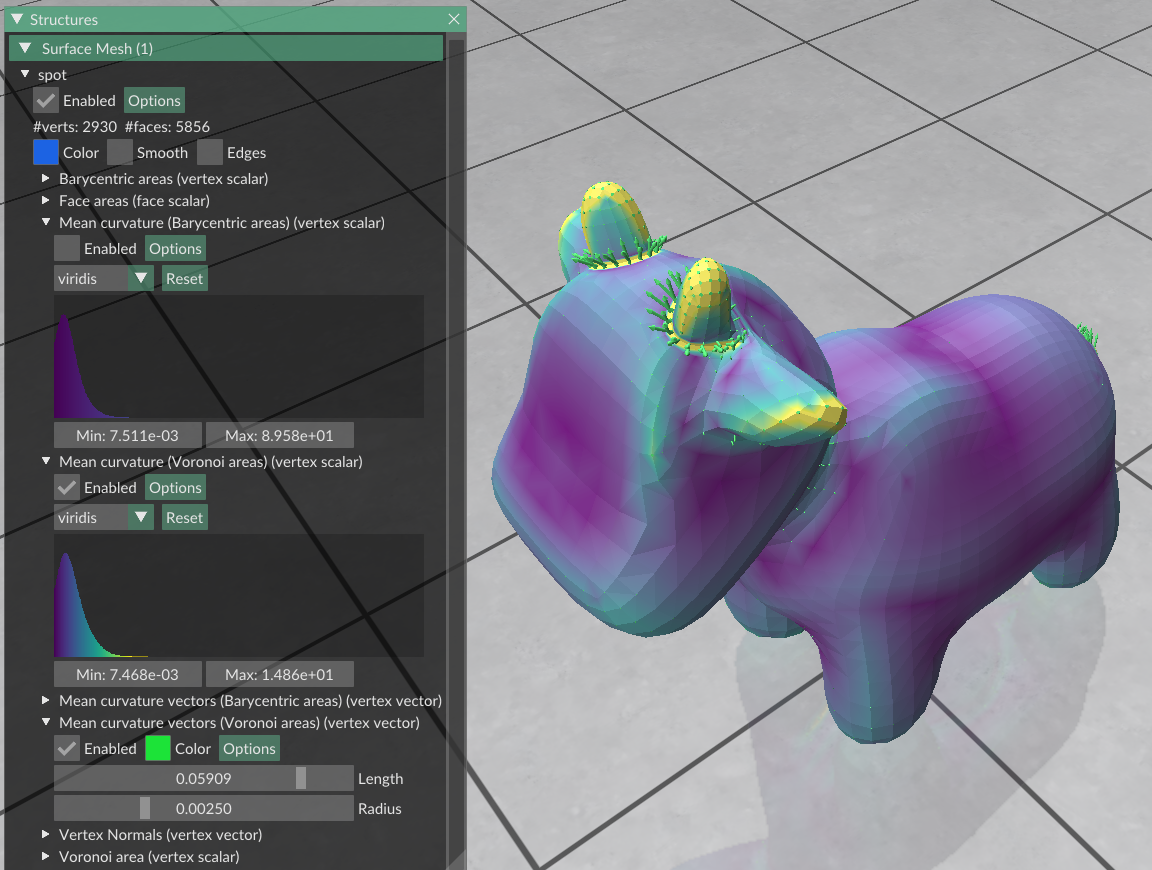 Structures
Surface Mesh (1)
spot
Enabled Options
#verts: 2930 #faces: 5856
Color Smooth Edges
Barycentric areas (vertex scalar)
Face areas (face scalar)
Mean curvature (Barycentric areas) (vertex scalar)
Enabled Options
viridis Reset
Min: 7.511e-03 Max: 8.958e+01
Mean curvature (Voronoi areas) (vertex scalar)
Enabled Options
viridis Reset
Min: 7.468e-03 Max: 1.486e+01
Mean curvature vectors (Barycentric areas) (vertex vector)
Mean curvature vectors (Voronoi areas) (vertex vector)
Enabled Color Options
0.05909 Length
0.00250 Radius
Vertex Normals (vertex vector)
Voronoi area (vertex scalar)